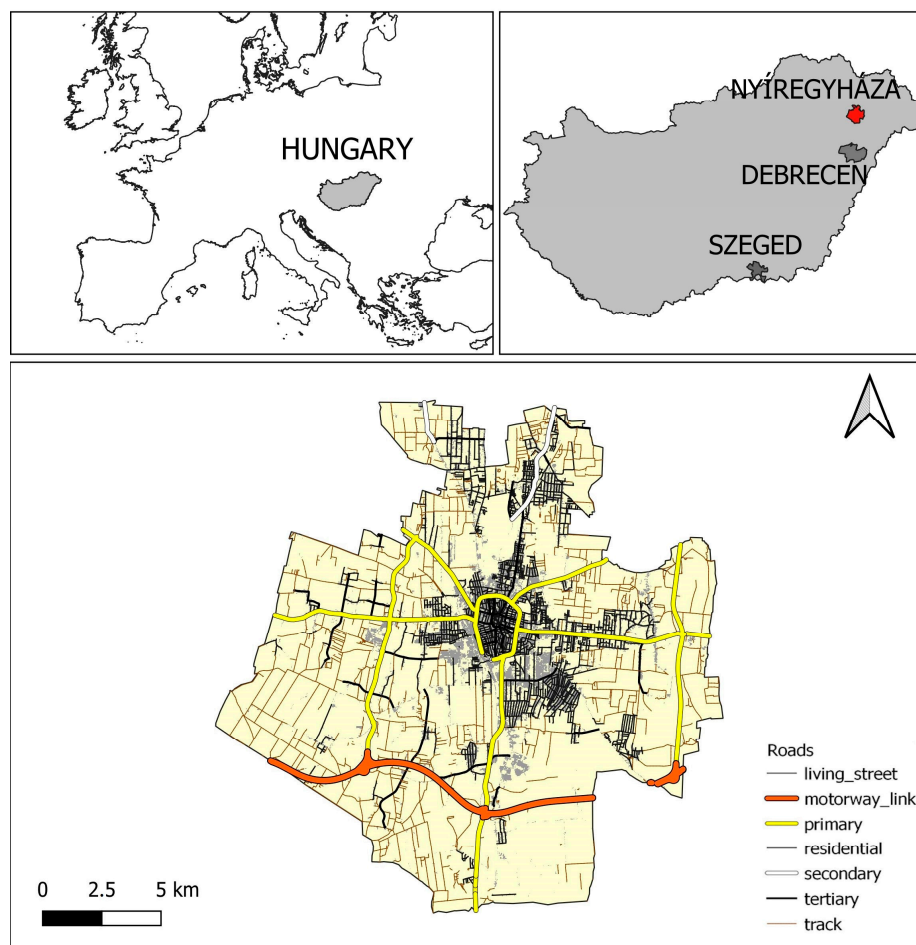 HUNGARY
NYÍREGYHÁZA
DEBRECEN
SZEGED
Roads
living_street
motorway_link
primary
residential
secondary
tertiary
track
0 2.5 5 km